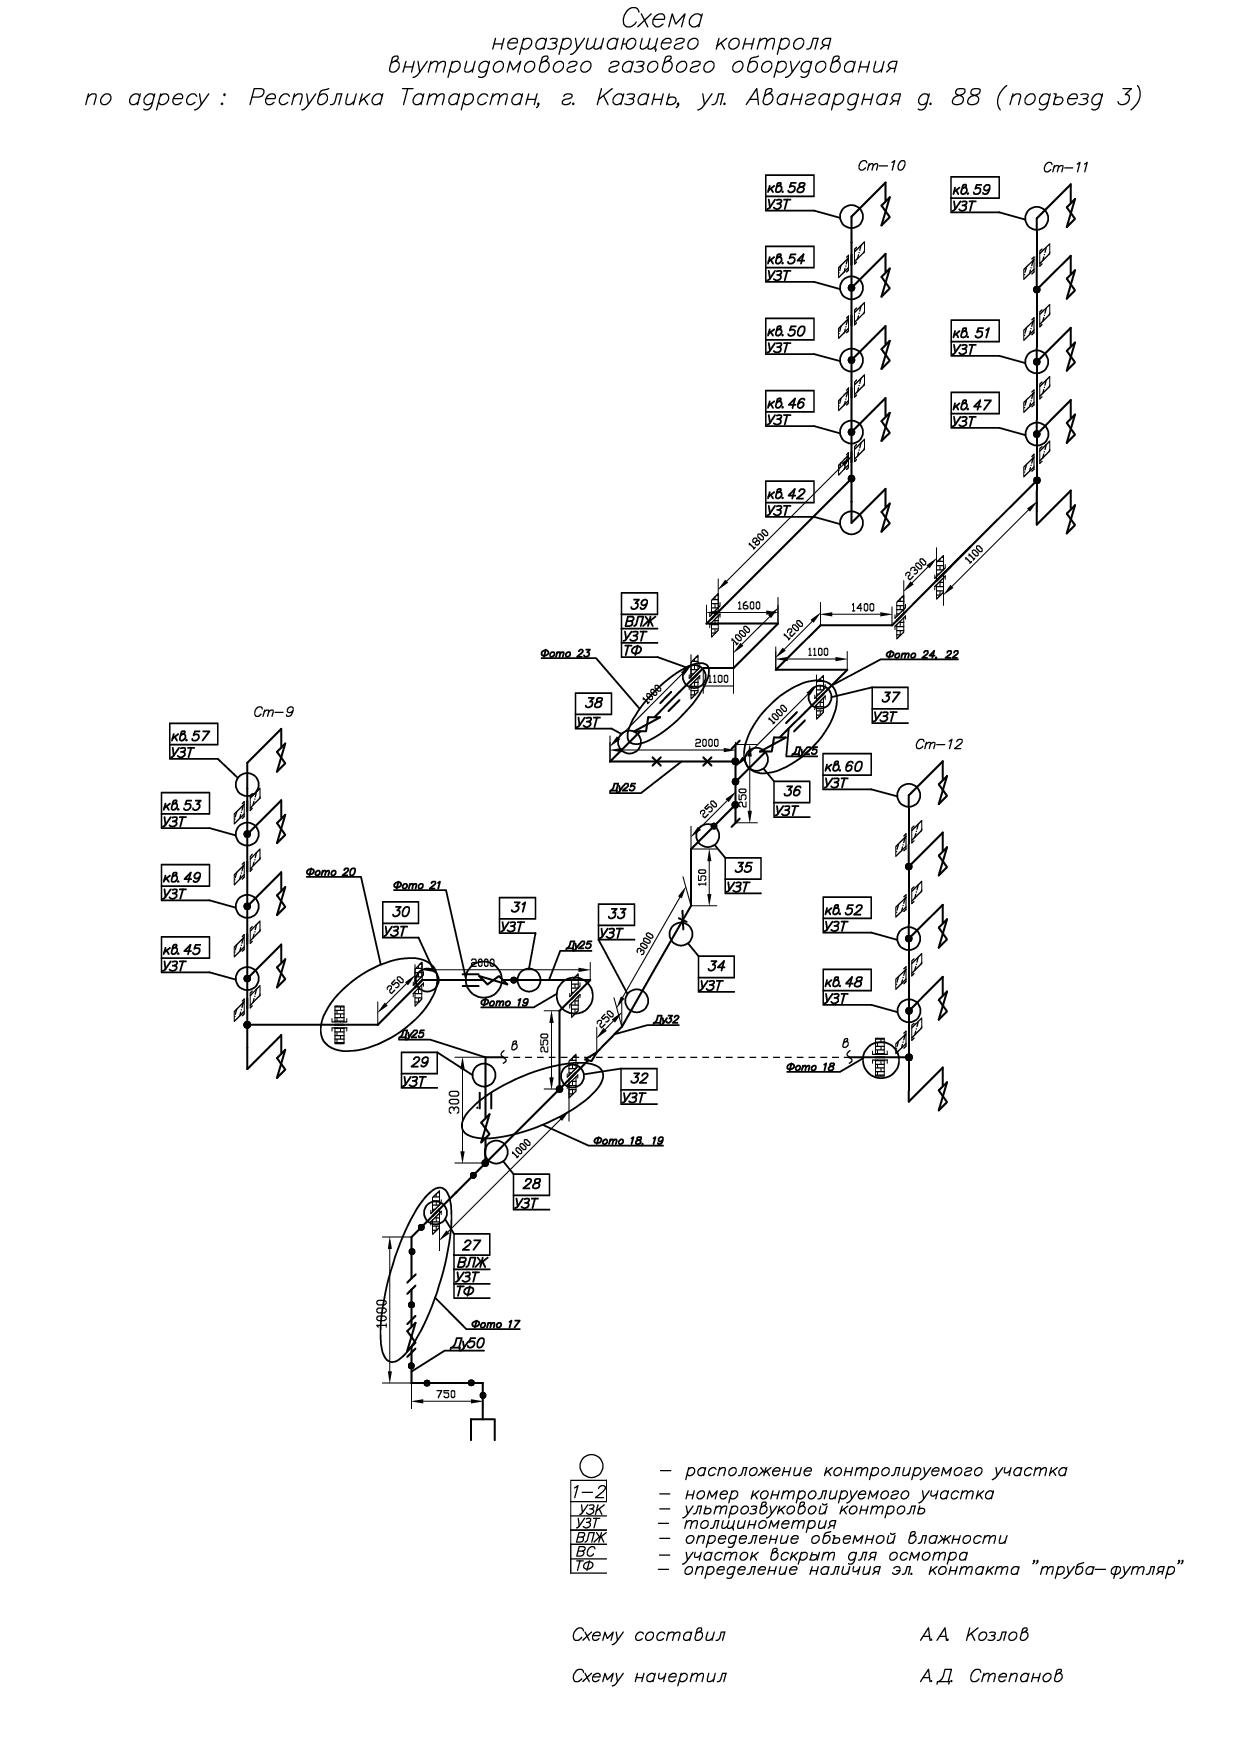 Схема
неразрушающего контроля
внутридомового газового оборудования
по адресу : Республика Татарстан, г. Казань, ул. Авангардная д. 88 (подъезд 3)
Ст-10
Ст-11
кв.58
УЗТ
кв.59
УЗТ
кв.54
УЗТ
кв.50
УЗТ
кв.51
УЗТ
кв.46
УЗТ
кв.47
УЗТ
кв.42
УЗТ
1800
1100
2300
39
ВЛЖ
УЗТ
ТФ
1600
1000
1200
1400
1100
Фото 23
Фото 24, 22
1100
1000
38
УЗТ
37
УЗТ
1000
Ст-9
2000
Ду25
Ст-12
кв.57
УЗТ
кв.60
УЗТ
Ду25
36
УЗТ
250
250
кв.53
УЗТ
35
УЗТ
150
Фото 20
Фото 21
кв.49
УЗТ
30
УЗТ
31
УЗТ
33
УЗТ
кв.52
УЗТ
кв.45
УЗТ
Ду25
3000
34
УЗТ
2000
250
кв.48
УЗТ
Фото 19
250
Ду32
Ду25
250
в
в
29
УЗТ
Фото 18
32
УЗТ
300
Фото 18, 19
1000
28
УЗТ
27
ВЛЖ
УЗТ
ТФ
1000
Фото 17
Ду50
750
– расположение контролируемого участка
1-2 – номер контролируемого участка
УЗК – ультрозвуковой контроль
УЗТ – толщинометрия
ВЛЖ – определение объемной влажности
ВС – участок вскрыт для осмотра
ТФ – определение наличия эл. контакта "труба-футляр"
Схему составил А.А. Козлов
Схему начертил А.Д. Степанов